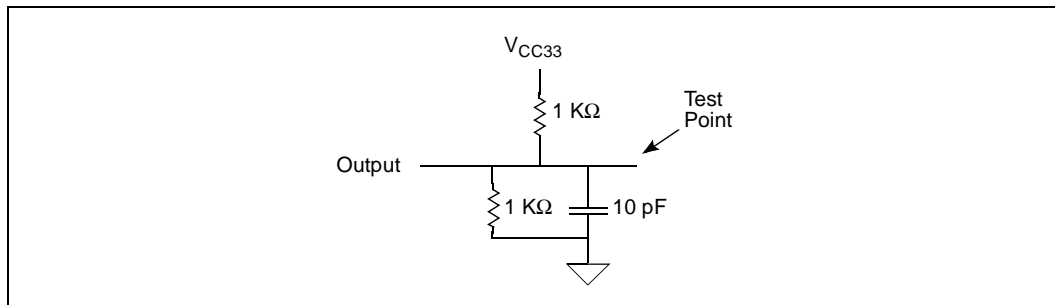 VCC33
1 KΩ
Test
Point
Output
1 KΩ
10 pF